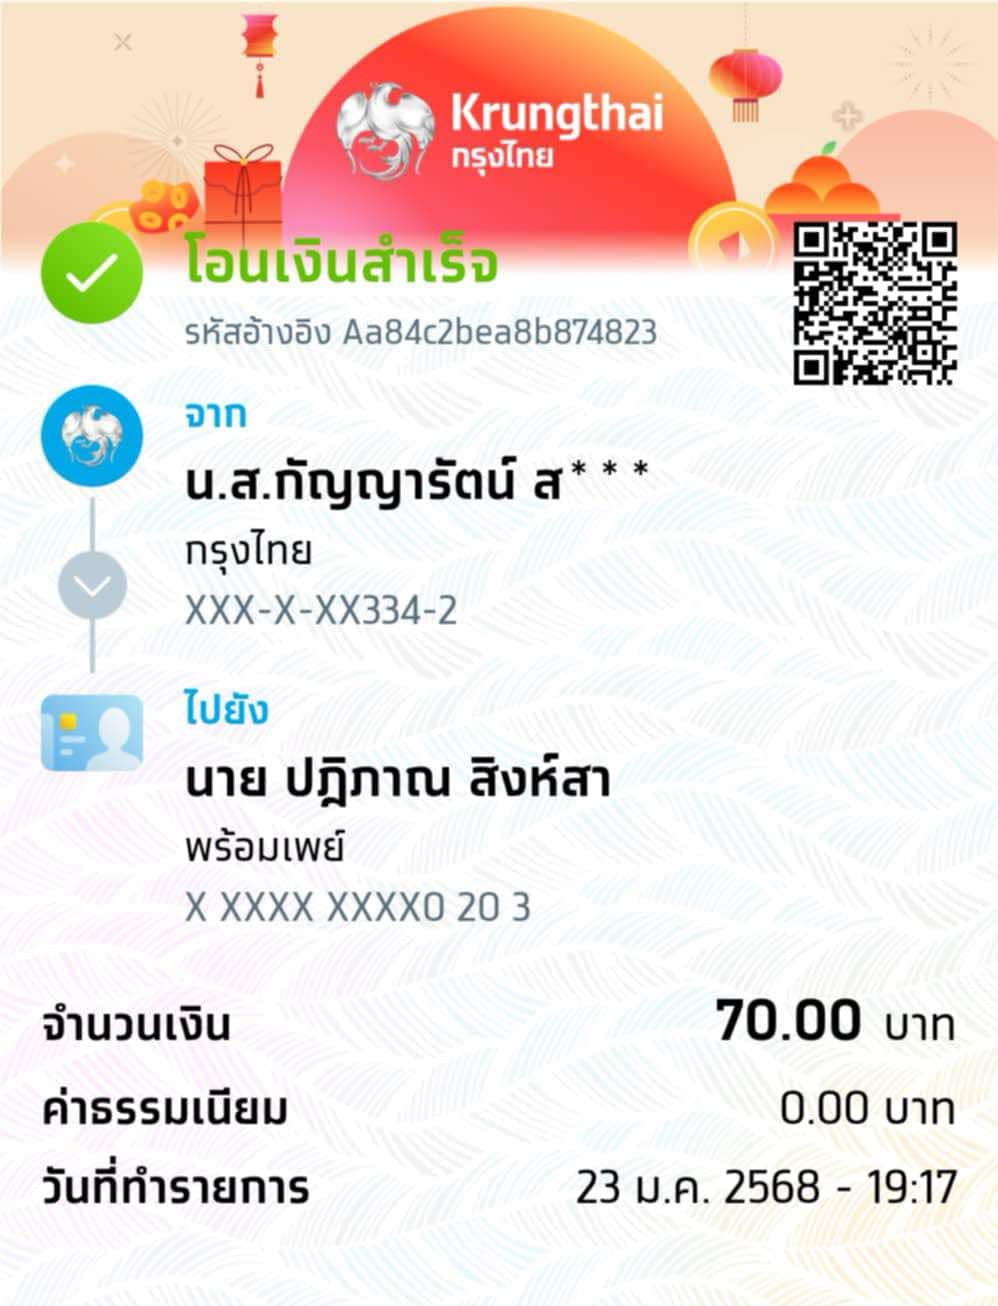 Krungthai
กรุงไทย
โอนเงินสำเร็จ
รหัสอ้างอิง Aa84c2bea8b874823
จาก
น.ส.กัญญารัตน์ ส***
กรุงไทย
XXX-X-XX334-2
ไปยัง
นาย ปฎิภาณ สิงห์สา
พร้อมเพย์
X XXXX XXXX0 20 3
จำนวนเงิน 70.00 บาท
ค่าธรรมเนียม 0.00 บาท
วันที่ทำรายการ 23 ม.ค. 2568 - 19:17